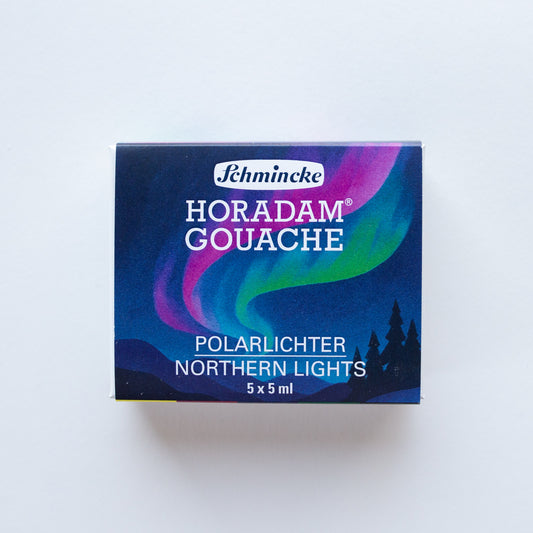 Schmincke
HORADAM®
GOUACHE
POLARLICHTER
NORTHERN LIGHTS
5 x 5 ml